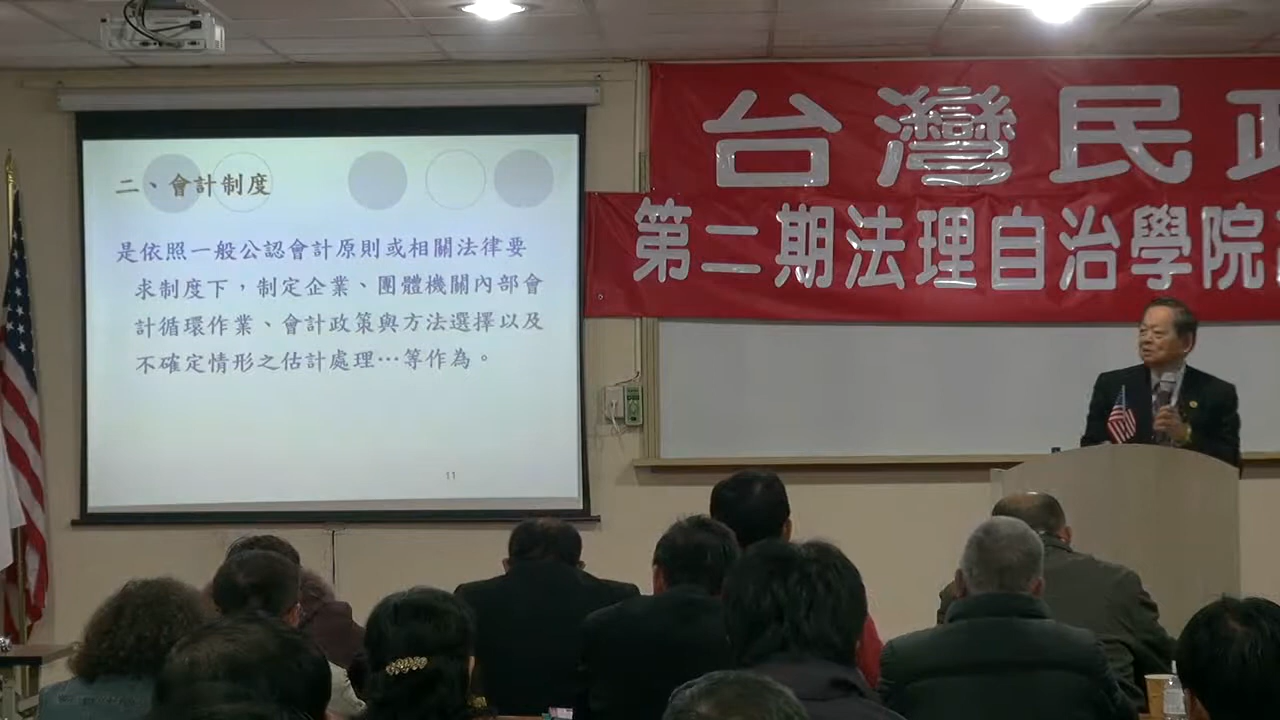 二、會計制度
是依照一般公認會計原則或相關法律要
求制度下，制定企業、團體機關內部會
計循環作業、會計政策與方法選擇以及
不確定情形之估計處理…等作為。
11
台灣民政
第二期法理自治學院